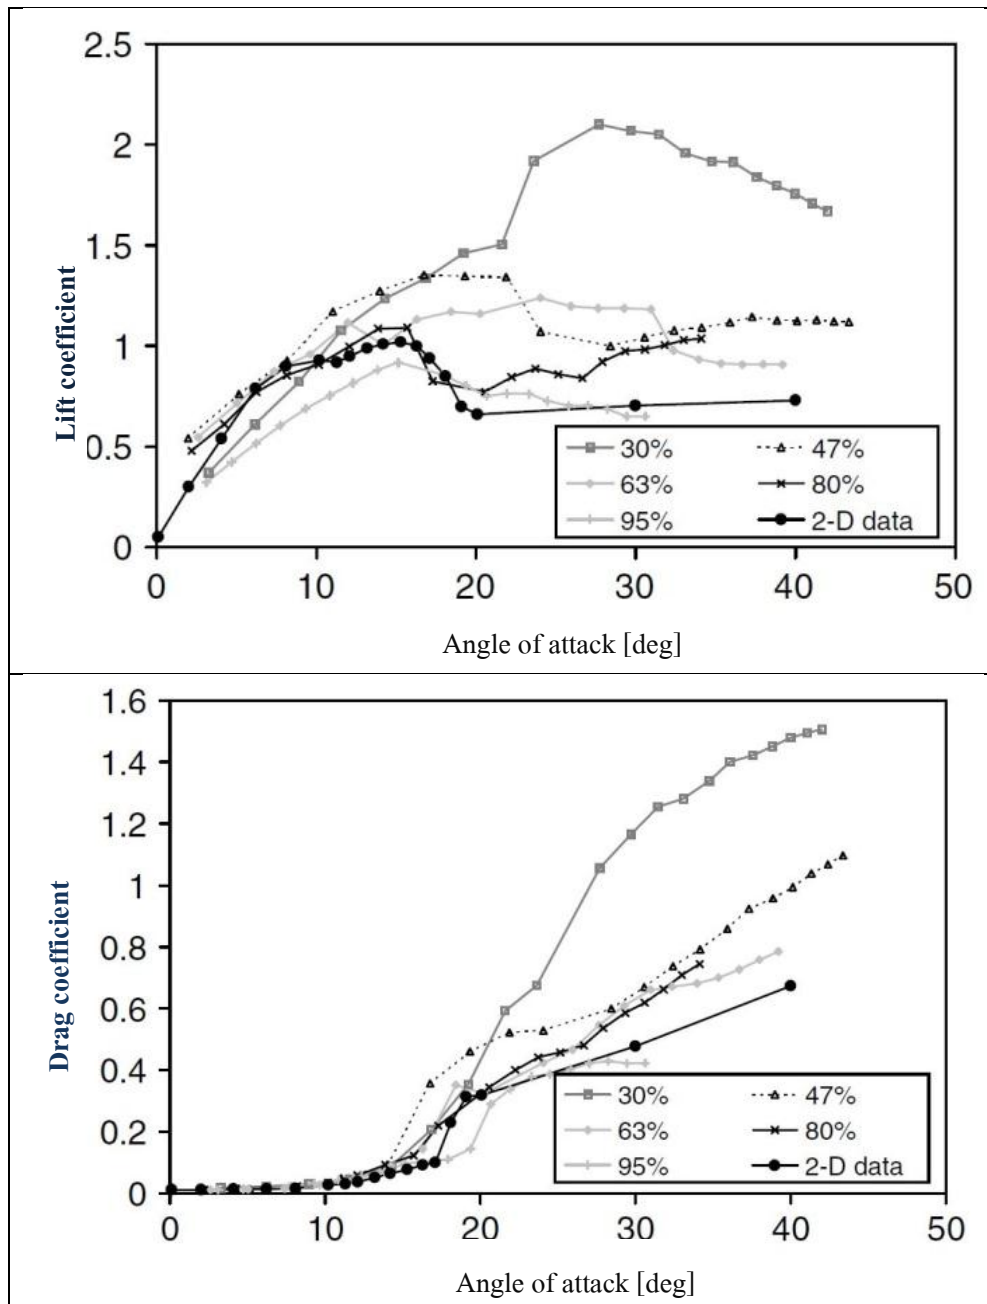 2.5
2
1.5
1
0.5
0
0 10 20 30 40 50
Lift coefficient
Angle of attack [deg]
30% 47%
63% 80%
95% 2-D data
1.6
1.4
1.2
1
0.8
0.6
0.4
0.2
0
0 10 20 30 40 50
Drag coefficient
Angle of attack [deg]
30% 47%
63% 80%
95% 2-D data